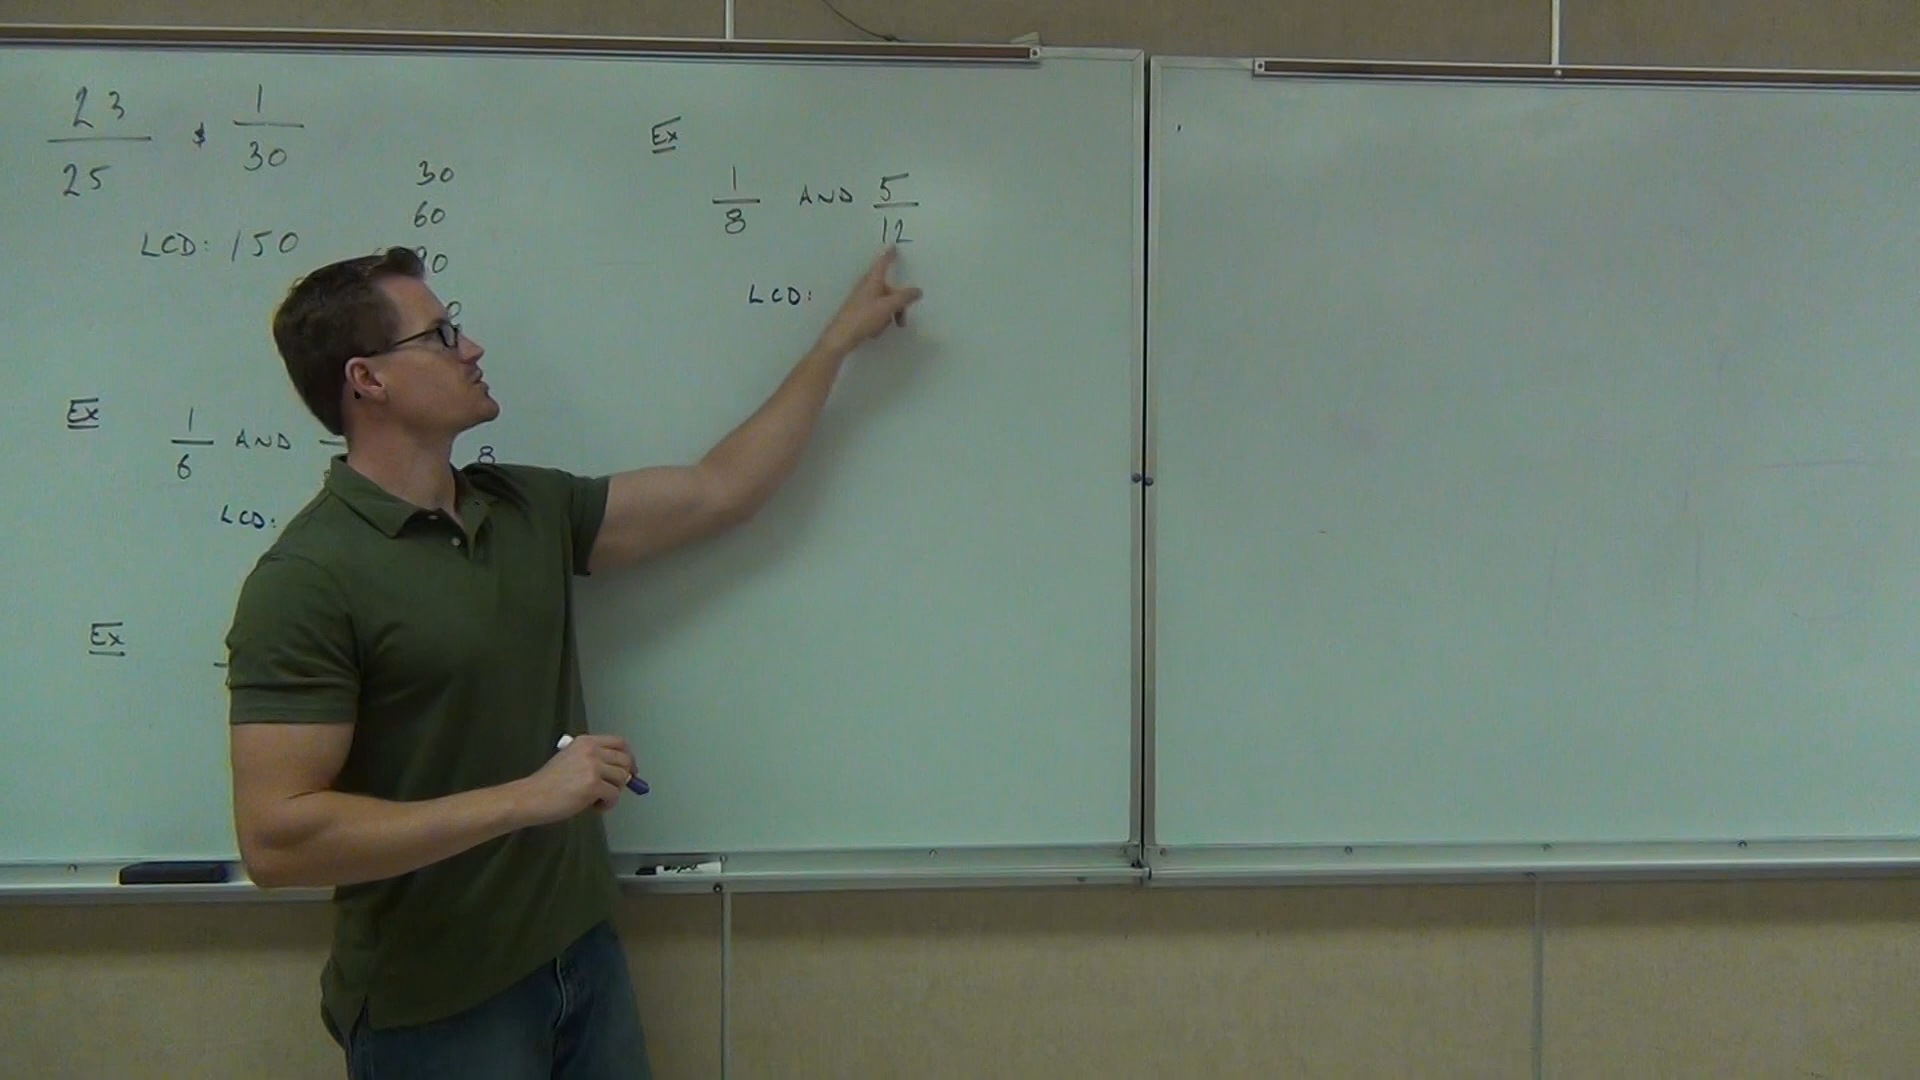 23/25 & 1/30
LCD: 150
30
60
Ex
1/6 AND
8
LCD:
Ex
Ex
1/8 AND 5/12
LCD: